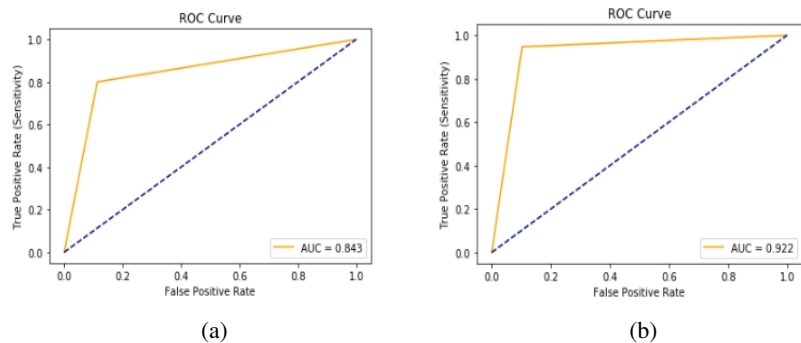 ROC Curve
True Positive Rate (Sensitivity)
1.0
0.8
0.6
0.4
0.2
0.0
AUC = 0.843
0.0 0.2 0.4 0.6 0.8 1.0
False Positive Rate
(a)
ROC Curve
True Positive Rate (Sensitivity)
1.0
0.8
0.6
0.4
0.2
0.0
AUC = 0.922
0.0 0.2 0.4 0.6 0.8 1.0
False Positive Rate
(b)